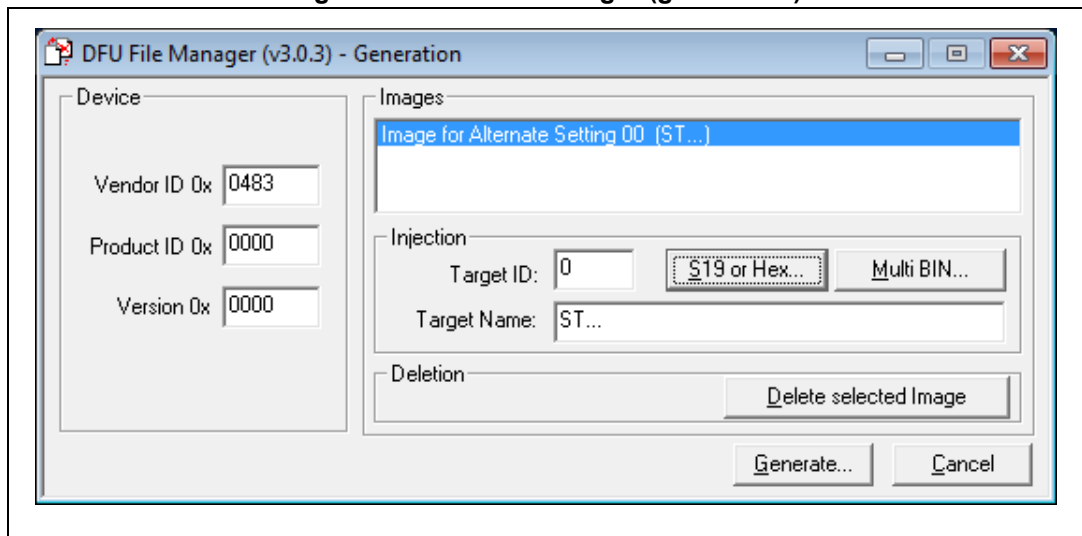 DFU File Manager (v3.0.3) - Generation
Device
Vendor ID 0x 0483
Product ID 0x 0000
Version 0x 0000
Images
Image for Alternate Setting 00 (ST...)
Injection
Target ID: 0 S19 or Hex... Multi BIN...
Target Name: ST...
Deletion
Delete selected Image
Generate... Cancel